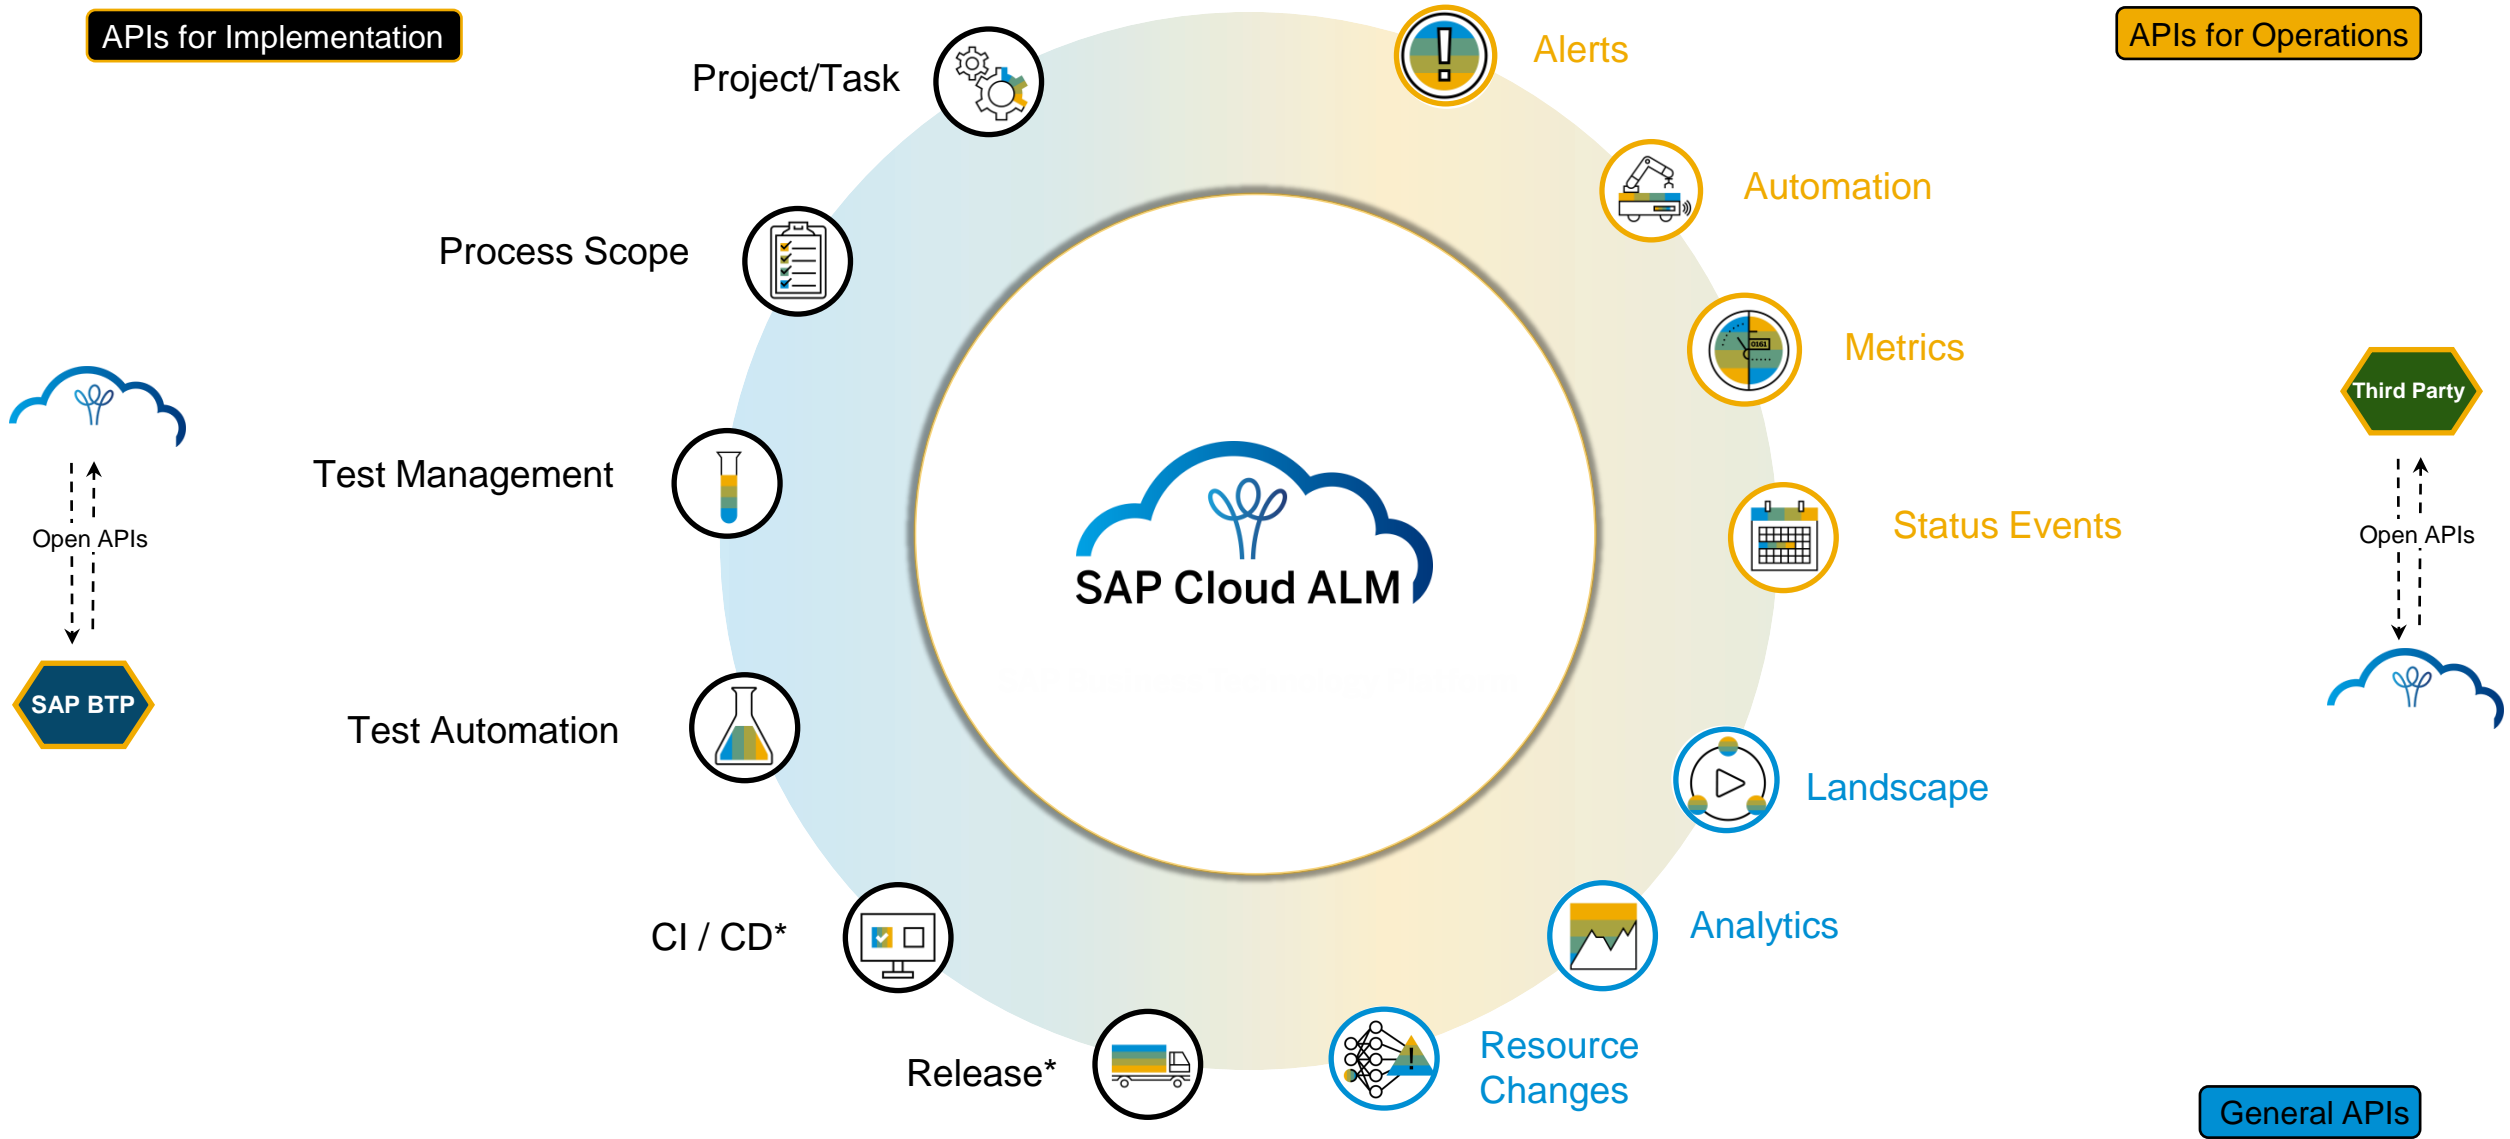 APIs for Implementation
APIs for Operations
Project/Task
Alerts
Automation
Process Scope
Metrics
Third Party
Test Management
Status Events
Open APIs
Open APIs
SAP Cloud ALM
SAP BTP
Test Automation
Landscape
CI / CD*
Analytics
Release*
Resource
Changes
General APIs
0161